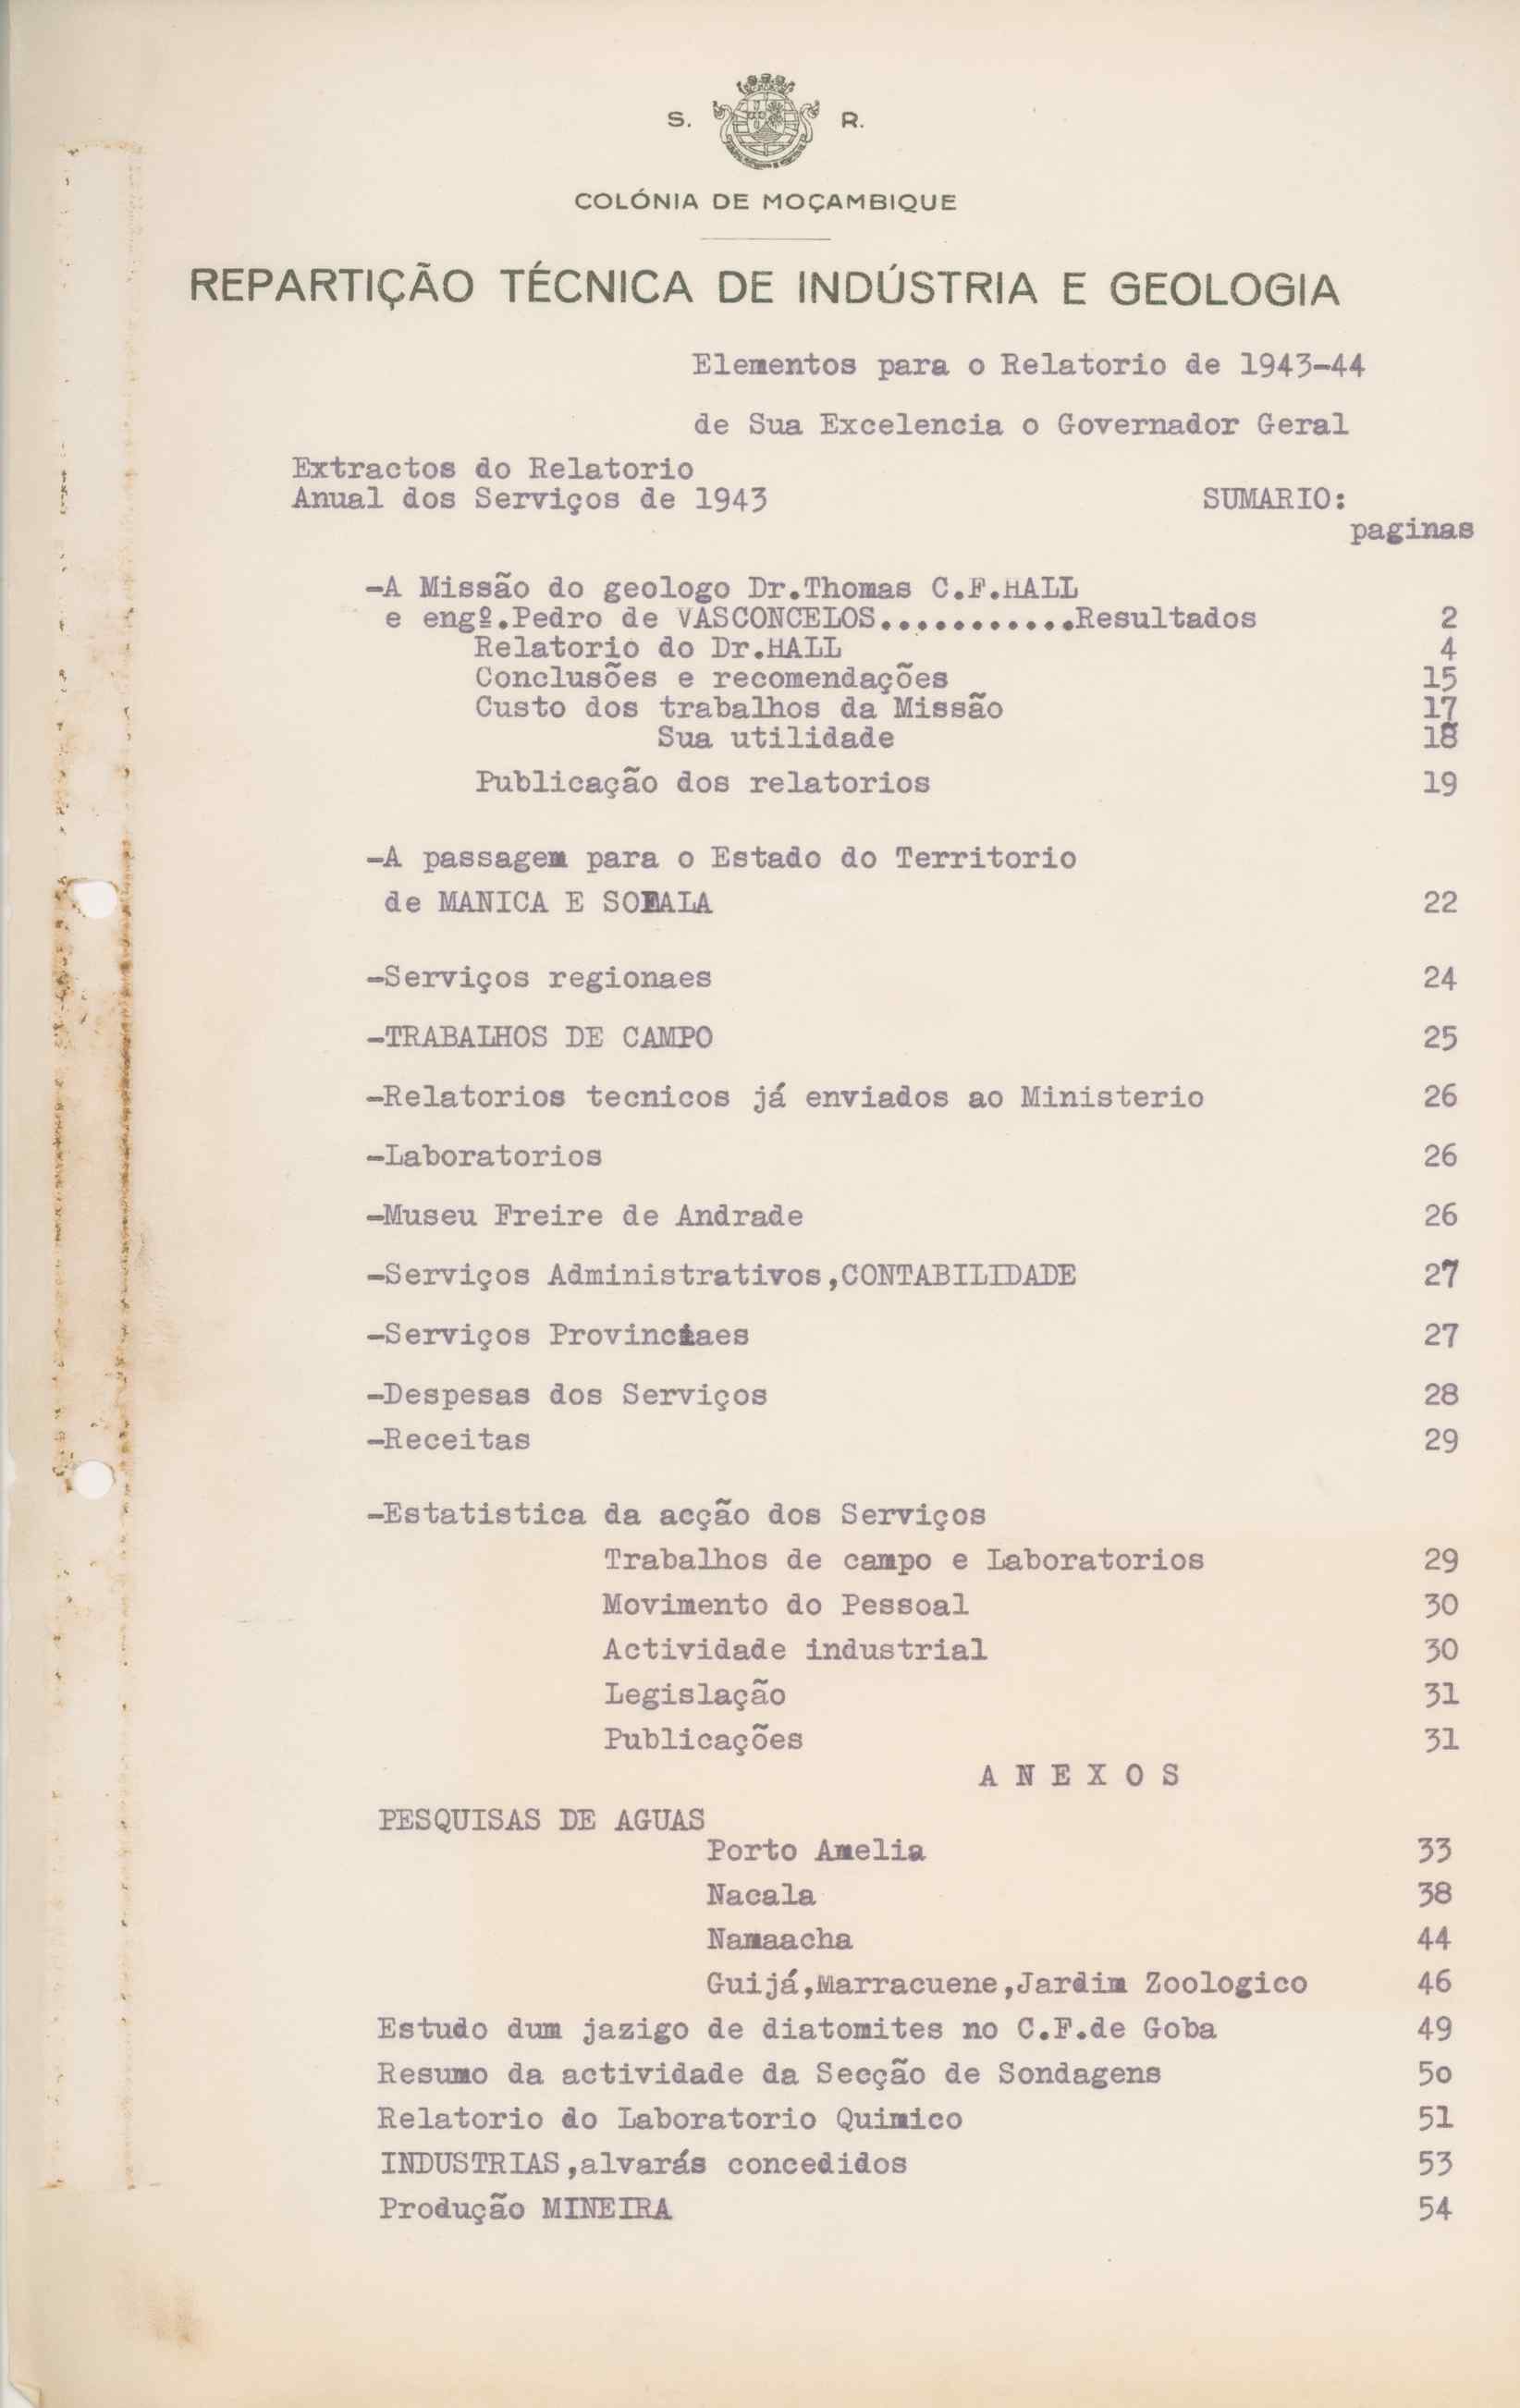 S. R.
COLÓNIA DE MOÇAMBIQUE
REPARTIÇÃO TÉCNICA DE INDÚSTRIA E GEOLOGIA
Elementos para o Relatorio de 1943-44
de Sua Excelencia o Governador Geral
Extractos do Relatorio
Anual dos Serviços de 1943 SUMARIO:
paginas
-A Missão do geologo Dr.Thomas C.F.HALL
e engº.Pedro de VASCONCELOS...........Resultados 2
Relatorio do Dr.HALL 4
Conclusões e recomendações 15
Custo dos trabalhos da Missão 17
Sua utilidade 18
Publicação dos relatorios 19
-A passagem para o Estado do Territorio
de MANICA E SOFALA 22
-Serviços regionaes 24
-TRABALHOS DE CAMPO 25
-Relatorios tecnicos já enviados ao Ministerio 26
-Laboratorios 26
-Museu Freire de Andrade 26
-Serviços Administrativos,CONTABILIDADE 27
-Serviços Provinciaes 27
-Despesas dos Serviços 28
-Receitas 29
-Estatistica da acção dos Serviços
Trabalhos de campo e Laboratorios 29
Movimento do Pessoal 30
Actividade industrial 30
Legislação 31
Publicações 31
A N E X O S
PESQUISAS DE AGUAS
Porto Amelia 33
Nacala 38
Namaacha 44
Guijá,Marracuene,Jardim Zoologico 46
Estudo dum jazigo de diatomites no C.F.de Goba 49
Resumo da actividade da Secção de Sondagens 5o
Relatorio do Laboratorio Quimico 51
INDUSTRIAS,alvarás concedidos 53
Produção MINEIRA 54